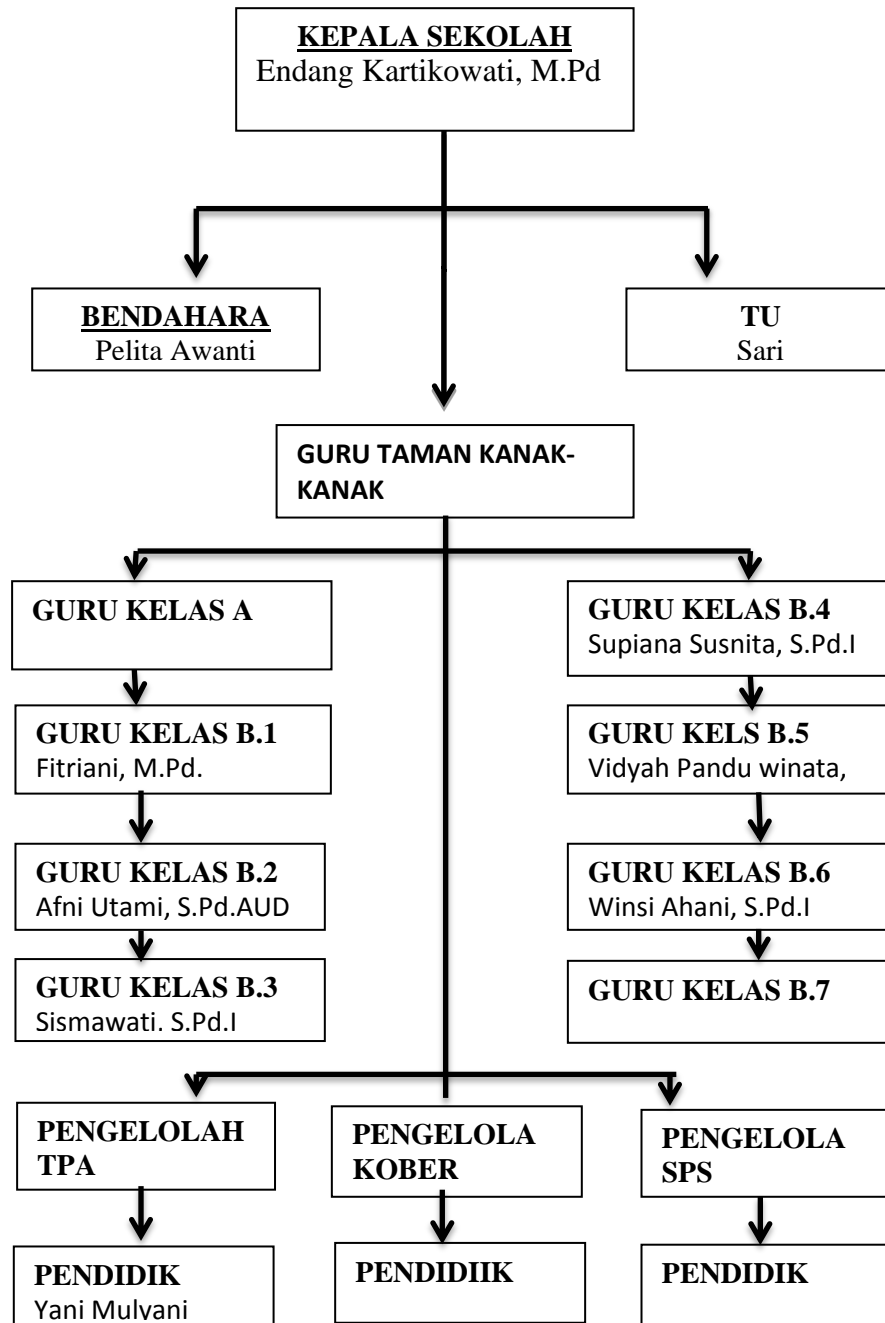 KEPALA SEKOLAH
Endang Kartikowati, M.Pd
BENDAHARA
Pelita Awanti
TU
Sari
GURU TAMAN KANAK-
KANAK
GURU KELAS A
GURU KELAS B.4
Supiana Susnita, S.Pd.I
GURU KELAS B.1
Fitriani, M.Pd.
GURU KELS B.5
Vidyah Pandu winata,
GURU KELAS B.2
Afni Utami, S.Pd.AUD
GURU KELAS B.6
Winsi Ahani, S.Pd.I
GURU KELAS B.3
Sismawati. S.Pd.I
GURU KELAS B.7
PENGELOLAH
TPA
PENGELOLA
KOBER
PENGELOLA
SPS
PENDIDIK
Yani Mulyani
PENDIDIIK
PENDIDIK